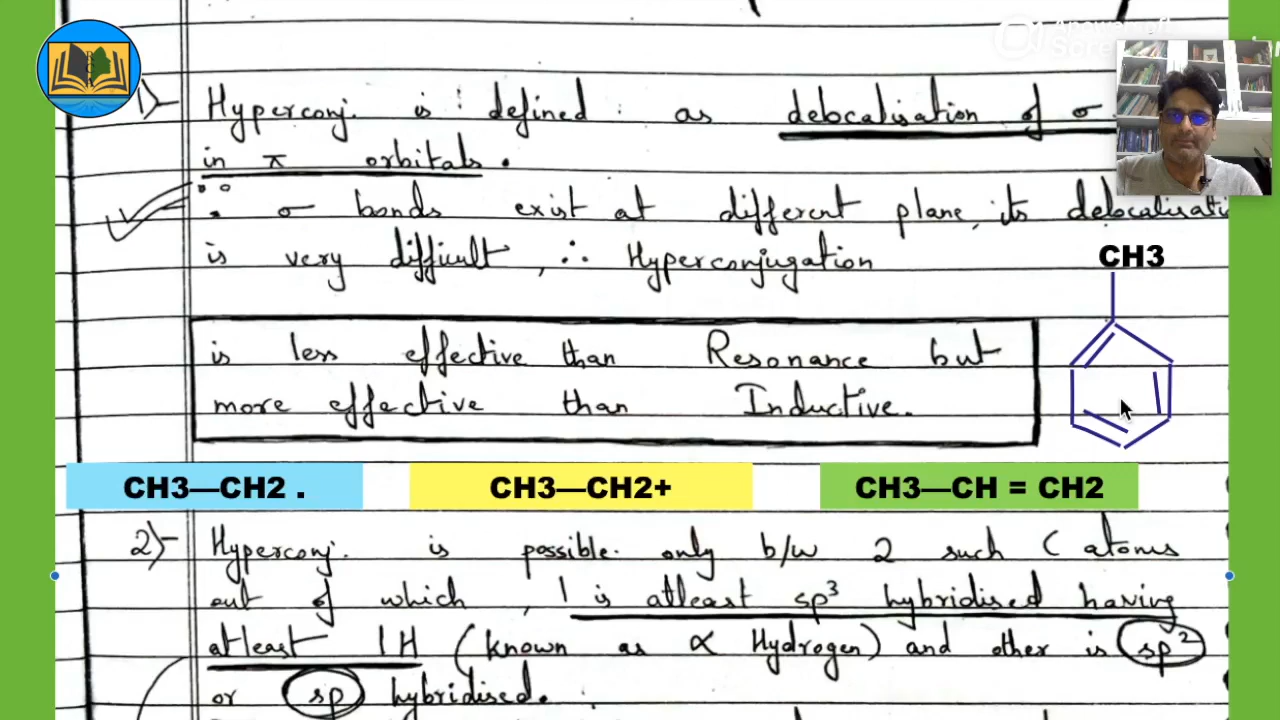 1)- Hyperconj. is defined as delocalisation of σ
in π orbitals.
∵ σ bonds exist at different plane, its delocalisati
is very difficult, ∴ Hyperconjugation
CH3
is less effective than Resonance but
more effective than Inductive.
CH3—CH2 .
CH3—CH2+
CH3—CH = CH2
2)- Hyperconj. is possible only b/w 2 such C atoms
out of which, 1 is atleast sp³ hybridised having
atleast 1H (known as α Hydrogen) and other is sp²
or sp hybridised.